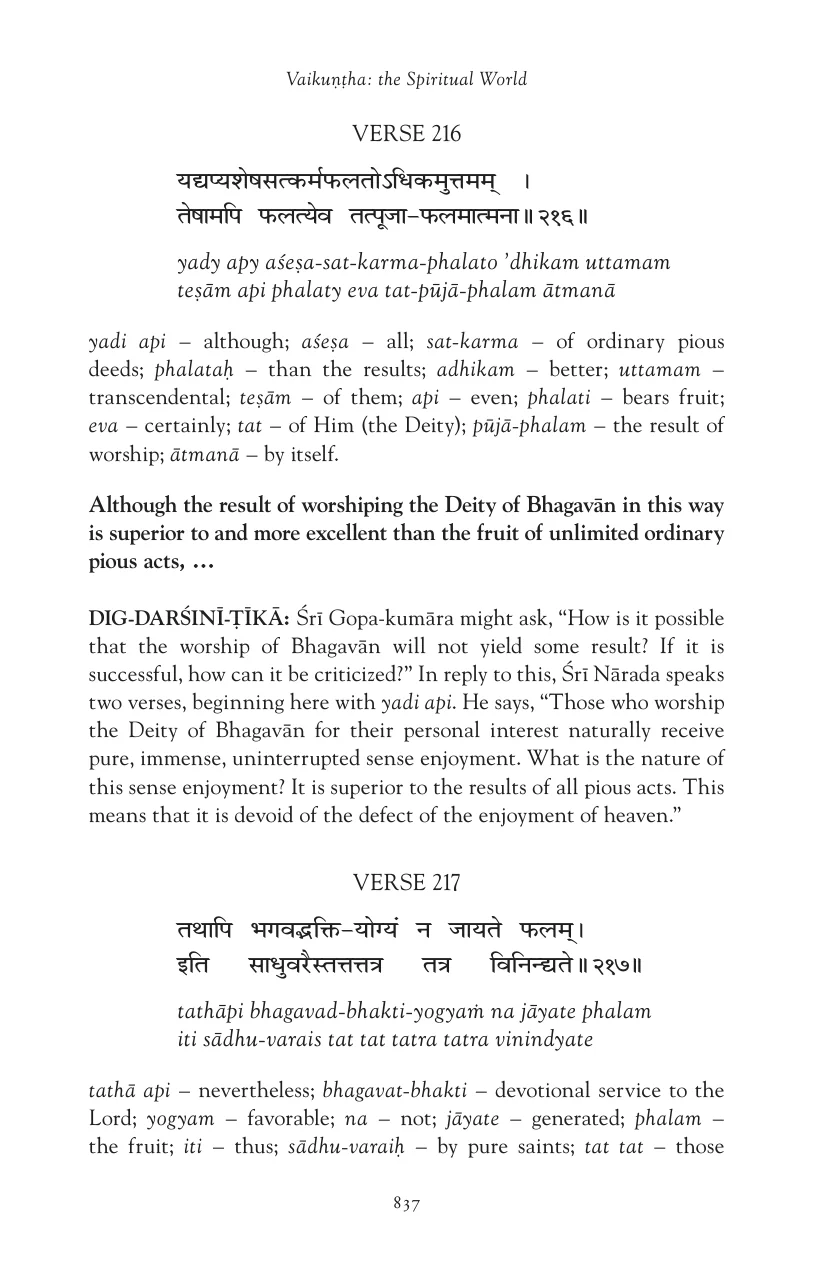 Vaikuṇṭha: the Spiritual World
VERSE 216
यद्यप्यशेषसत्कर्मफलतोऽधिकमुत्तमम् ।
तेषामपि फलत्येव तत्पूजा–फलमात्मना॥२१६॥
yady apy aśeṣa-sat-karma-phalato ’dhikam uttamam
teṣām api phalaty eva tat-pūjā-phalam ātmanā
yadi api – although; aśeṣa – all; sat-karma – of ordinary pious
deeds; phalataḥ – than the results; adhikam – better; uttamam –
transcendental; teṣām – of them; api – even; phalati – bears fruit;
eva – certainly; tat – of Him (the Deity); pūjā-phalam – the result of
worship; ātmanā – by itself.
Although the result of worshiping the Deity of Bhagavān in this way
is superior to and more excellent than the fruit of unlimited ordinary
pious acts, …
DIG-DARŚINĪ-ṬĪKĀ: Śrī Gopa-kumāra might ask, “How is it possible
that the worship of Bhagavān will not yield some result? If it is
successful, how can it be criticized?” In reply to this, Śrī Nārada speaks
two verses, beginning here with yadi api. He says, “Those who worship
the Deity of Bhagavān for their personal interest naturally receive
pure, immense, uninterrupted sense enjoyment. What is the nature of
this sense enjoyment? It is superior to the results of all pious acts. This
means that it is devoid of the defect of the enjoyment of heaven.”
VERSE 217
तथापि भगवद्भक्ति–योग्यं न जायते फलम्।
इति साधुवरैस्तत्तत्तत्र तत्र विनिन्द्यते॥२१७॥
tathāpi bhagavad-bhakti-yogyaṁ na jāyate phalam
iti sādhu-varais tat tat tatra tatra vinindyate
tathā api – nevertheless; bhagavat-bhakti – devotional service to the
Lord; yogyam – favorable; na – not; jāyate – generated; phalam –
the fruit; iti – thus; sādhu-varaiḥ – by pure saints; tat tat – those
837